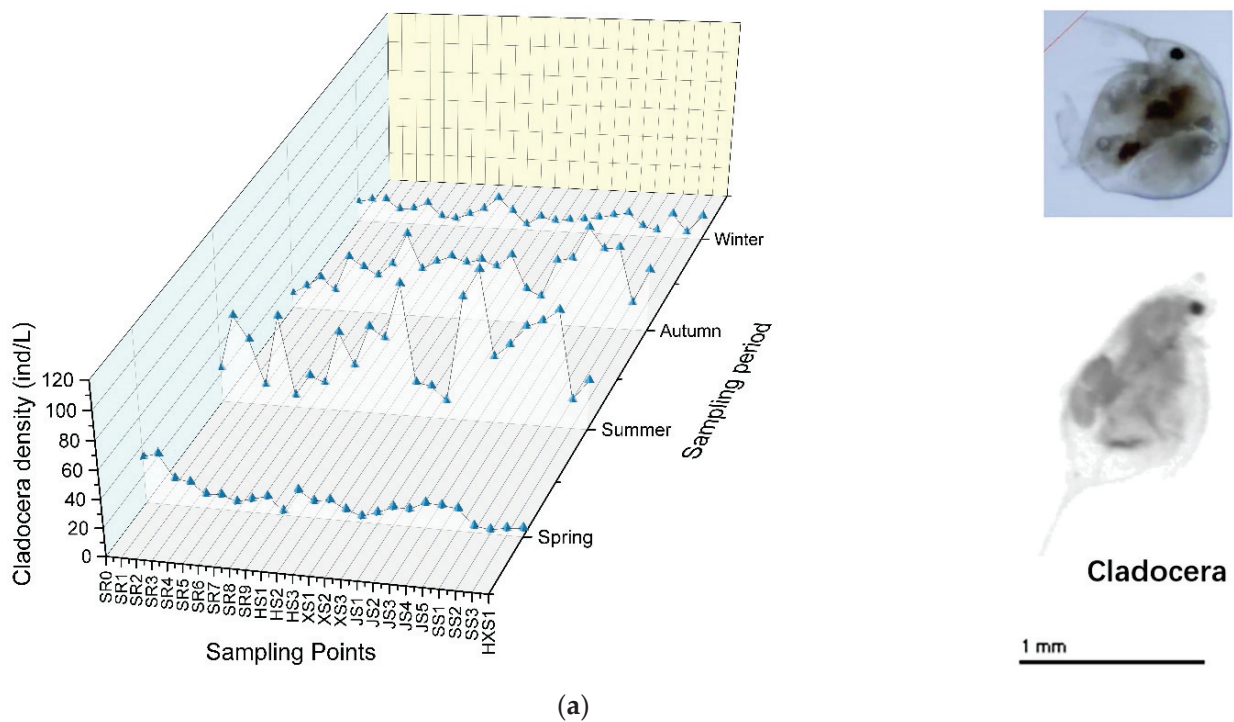 Cladocera density (ind/L)
120
100
80
60
40
20
0
SR0
SR1
SR2
SR3
SR4
SR5
SR6
SR7
SR8
SR9
HS1
HS2
HS3
XS1
XS2
XS3
JS1
JS2
JS3
JS4
JS5
SS1
SS2
SS3
HXS1
Sampling Points
Spring
Summer
Autumn
Winter
Sampling period
Cladocera
1 mm
(a)